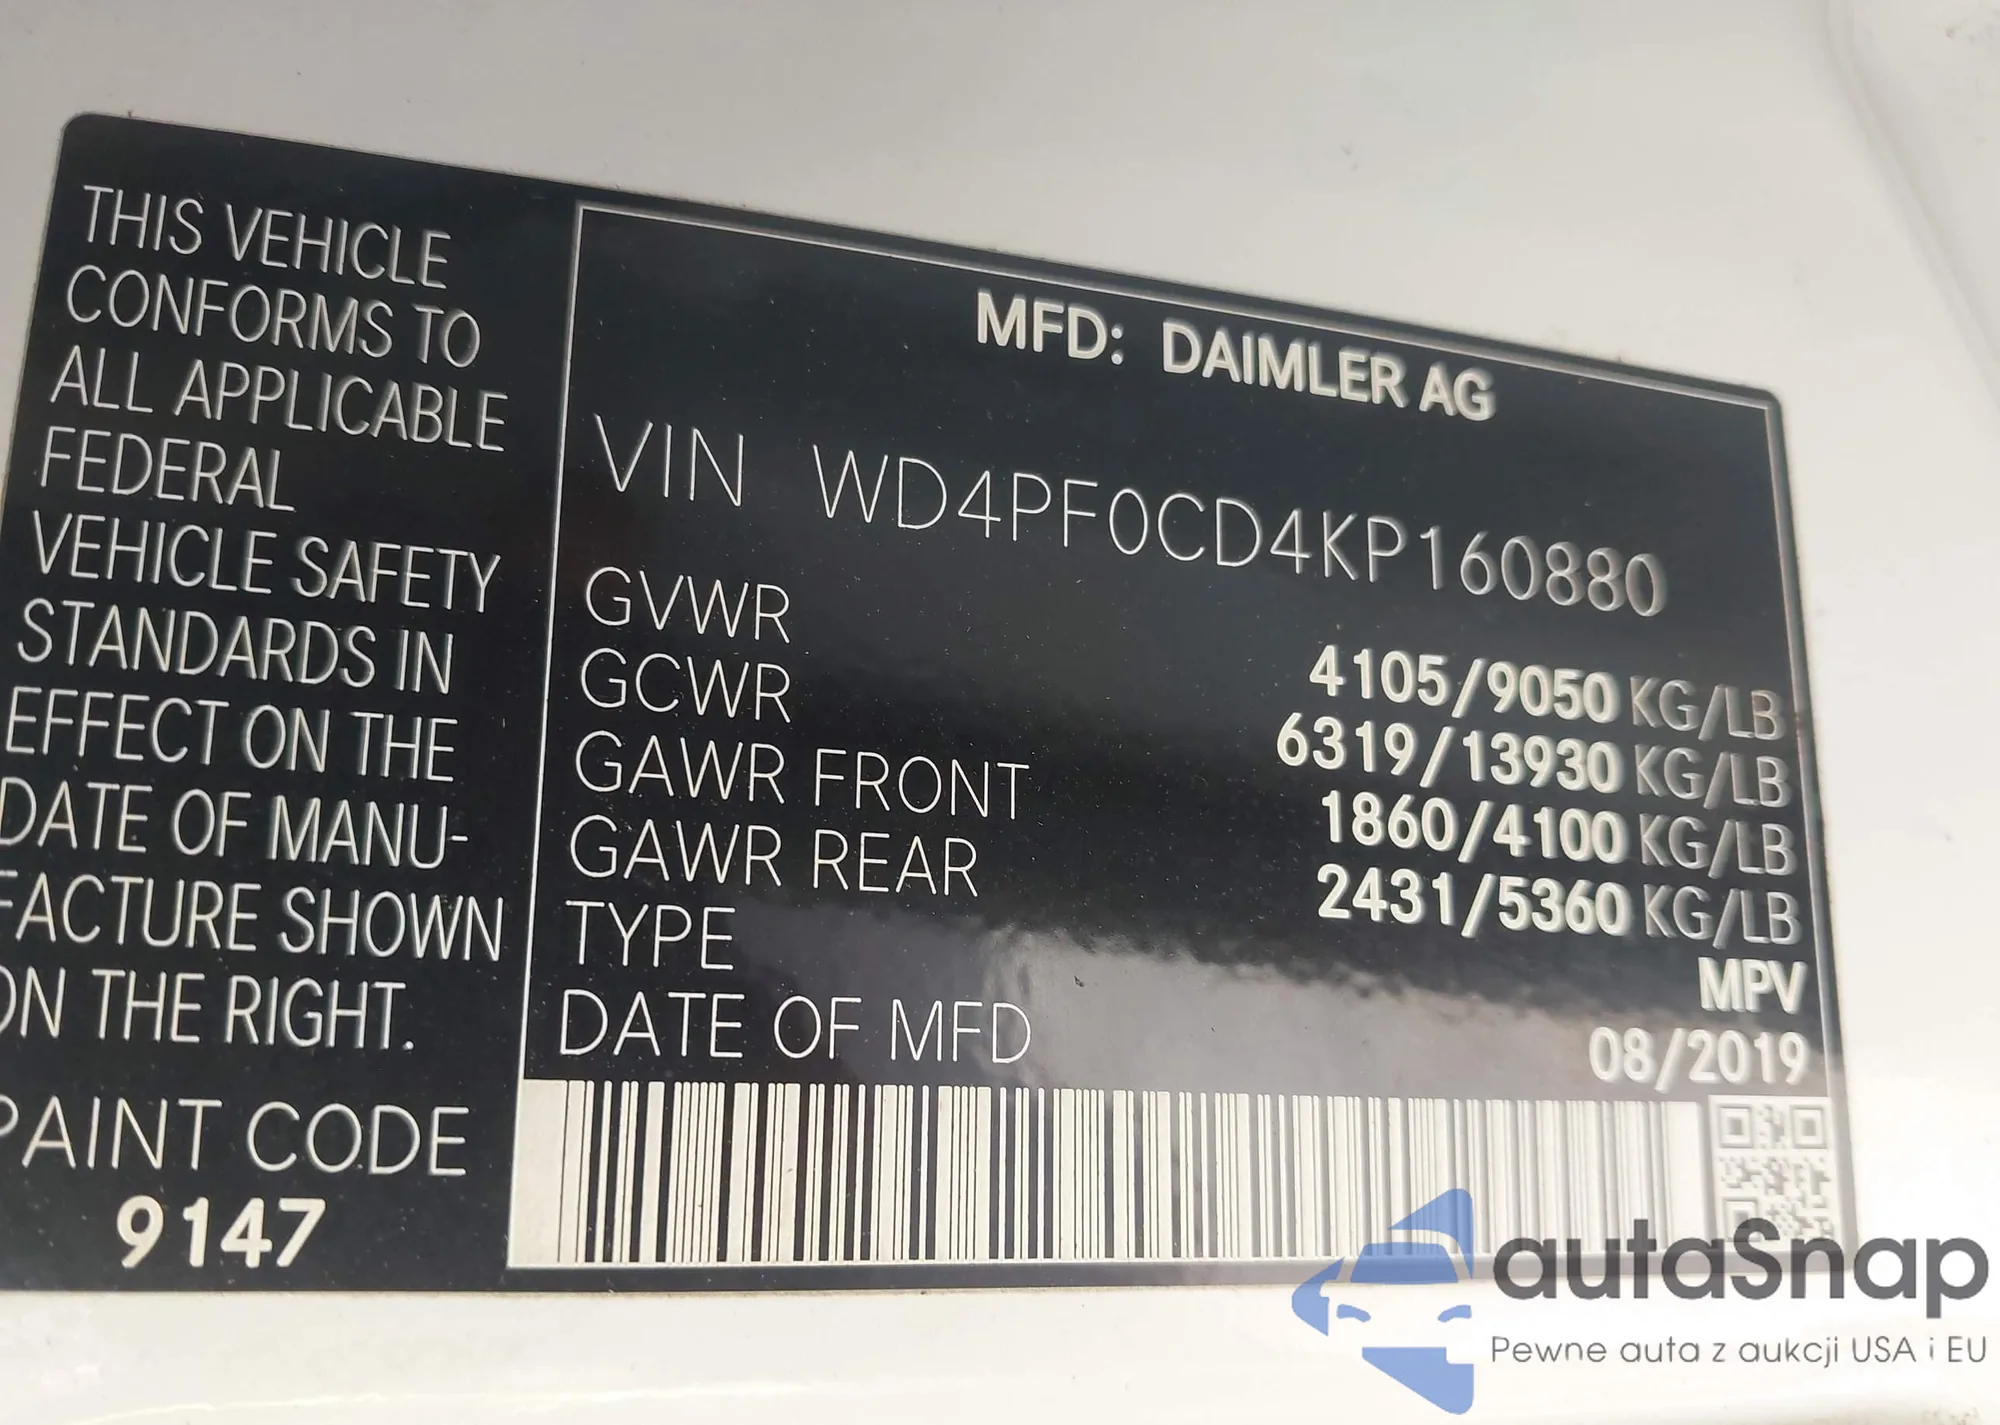 THIS VEHICLE
CONFORMS TO
ALL APPLICABLE
FEDERAL
VEHICLE SAFETY
STANDARDS IN
EFFECT ON THE
DATE OF MANU-
FACTURE SHOWN
ON THE RIGHT.
PAINT CODE
9147
MFD: DAIMLER AG
VIN WD4PF0CD4KP160880
GVWR 4105/9050 KG/LB
GCWR 6319/13930 KG/LB
GAWR FRONT 1860/4100 KG/LB
GAWR REAR 2431/5360 KG/LB
TYPE MPV
DATE OF MFD 08/2019
autaSnap
Pewne auta z aukcji USA i EU